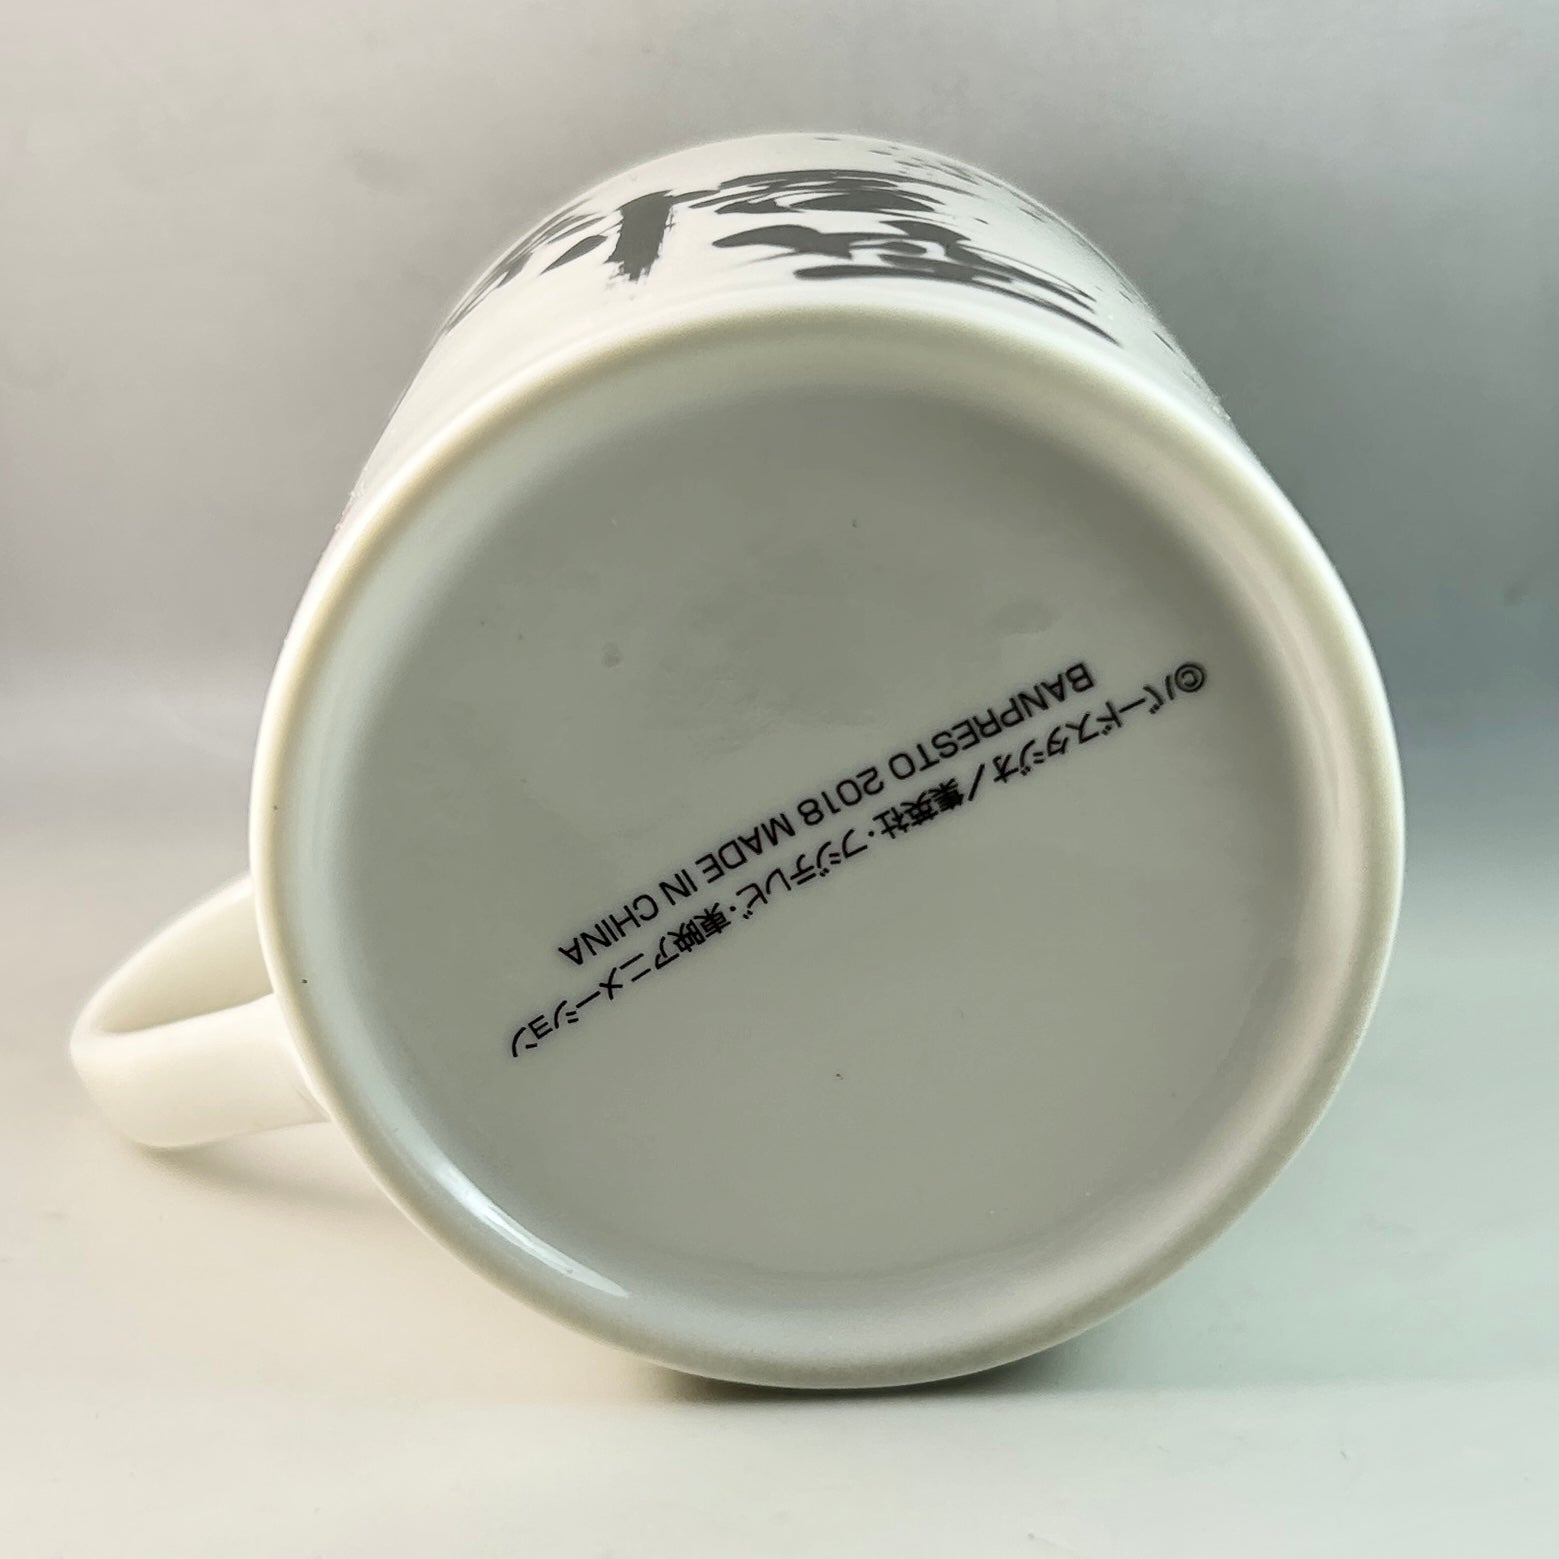 ©バードスタジオ／集英社・フジテレビ・東映アニメーション
BANPRESTO 2018 MADE IN CHINA